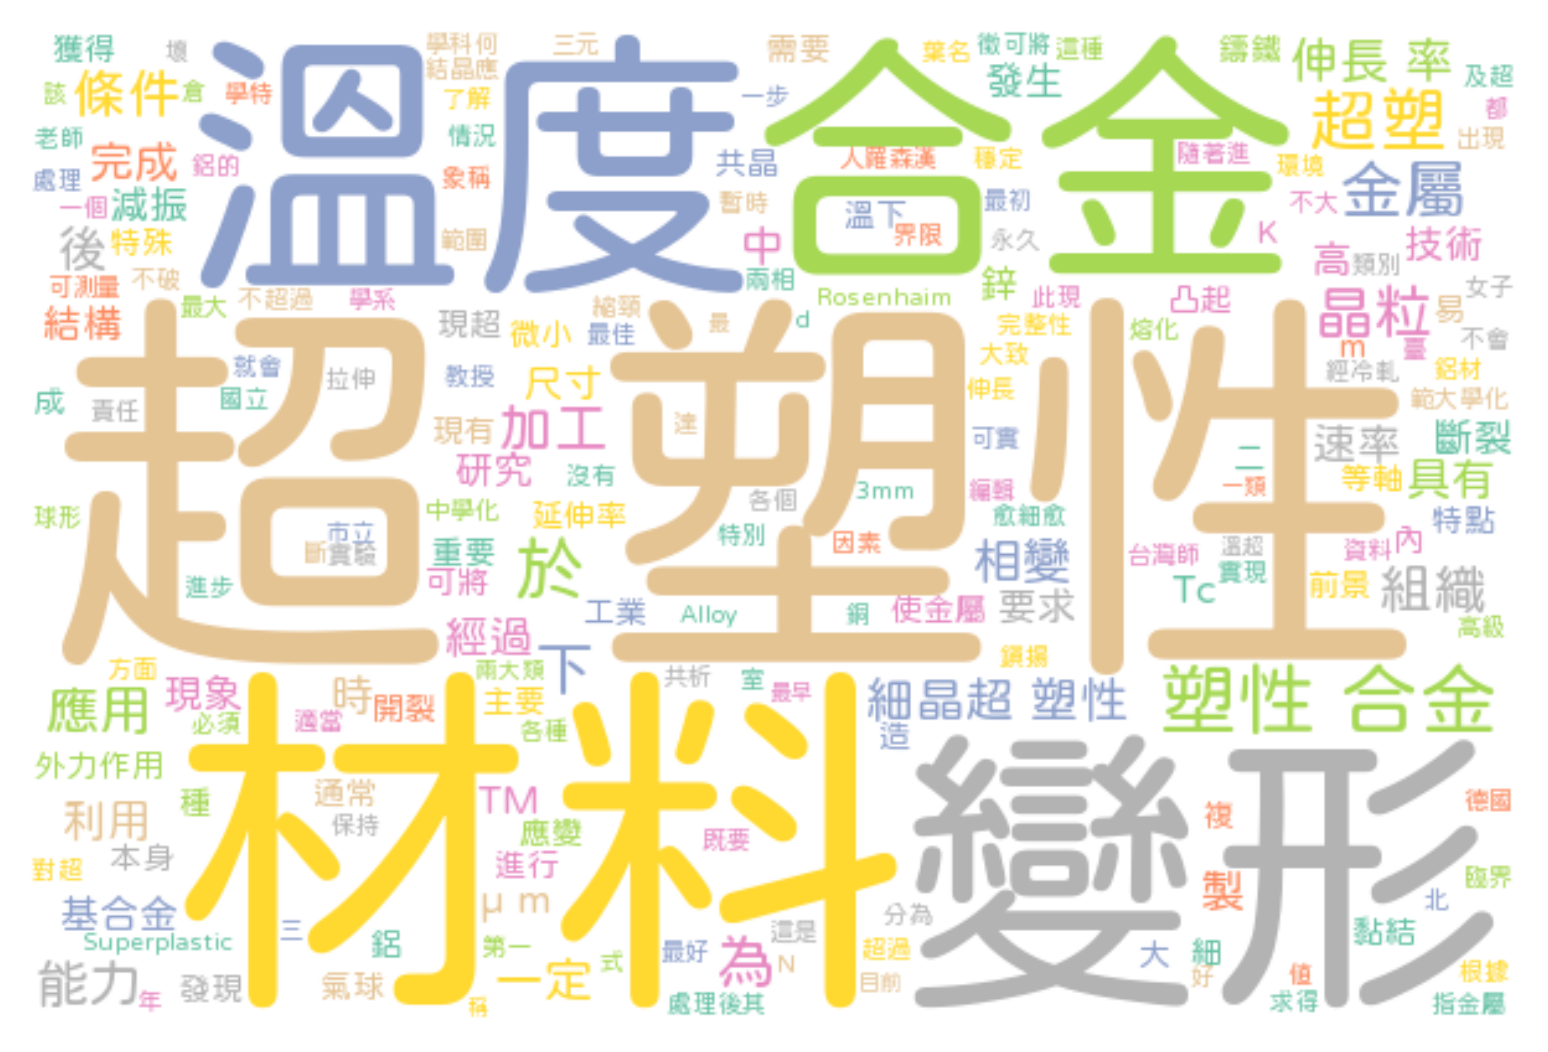 獲得 壞 學科何 三元 需要 葉名 徵可將 這種 鑄鐵 伸長 率
溫度 合金
結晶應 發生 及超
該 條件 倉 學特 了解 一步 超塑 都
老師 情況 共晶 人羅森漢 穩定 隨著進 環境 出現
完成 鋁的
處理 象稱 金屬
一個 減振 暫時 溫下 最初 不大
後 特殊 範圍 中 界限 永久 K 技術
可測量 不破 兩相 鋅 高 類別
最大 不超過 學系 縮頸 Rosenhaim 此現 凸起 晶粒 易 女子
結構 現超 微小 最佳 最 d 完整性 熔化 不會
超塑性
就會 拉伸 教授 尺寸 大致 m 臺
成 責任 國立 達 伸長 經冷軋 鋁材 範大學化
現有 加工 可實 速率 斷裂
研究 沒有 各個 3mm 編輯 二 一類 等軸 具有
球形 市立 中學化 延伸率 特別 因素 愈細愈 特點
斷 實驗 重要 於 相變 台灣師 溫超 資料 內
進步 可將 Tc 實現 前景 組織
經過 工業 Alloy 銅 使金屬 要求 高級
方面 兩大類 下 共析 室 最早 鎖揚
應用 現象 必須 適當 時 開裂 主要 各種 細晶超 塑性 塑性 合金
造
材料 變形
外力作用
利用 種 通常 保持 TM 應變 既要 複 德國
對超 本身 進行 製 臨界
基合金 μ m 分為 北
Superplastic 三 鋁 第一 最好 為 這是 超過 大 細 黏結
能力 年 發現 氣球 稱 一定 式 N 目前 好 值 根據
處理後其 求得 指金屬